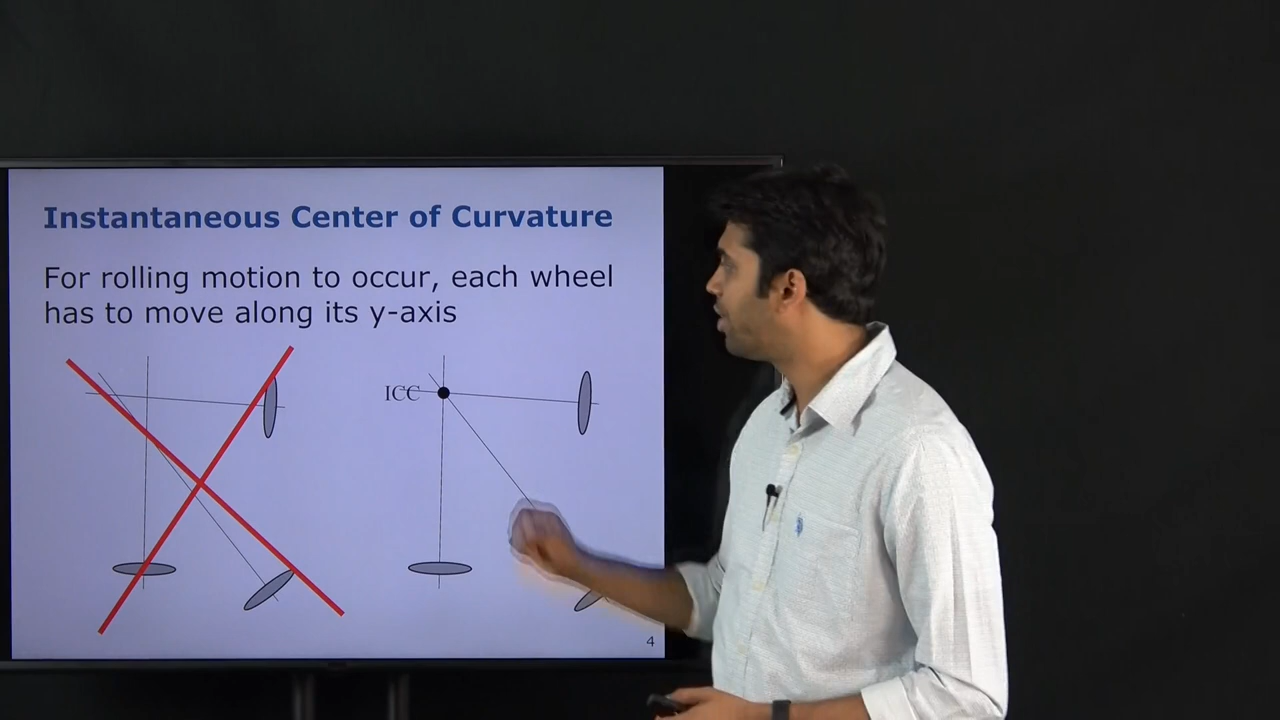 Instantaneous Center of Curvature
For rolling motion to occur, each wheel
has to move along its y-axis
ICC
4